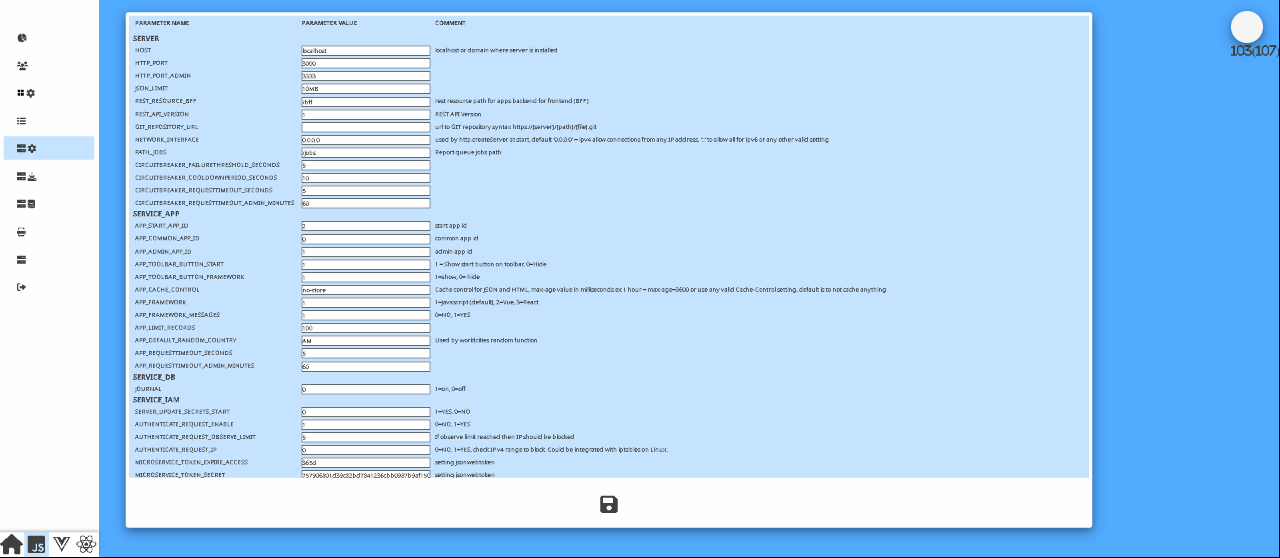 PARAMETER NAME PARAMETER VALUE COMMENT
SERVER
HOST localhost localhost or domain where server is installed
HTTP_PORT 3000
HTTP_PORT_ADMIN 3333
JSON_LIMIT 10MB
REST_RESOURCE_BFF /bff rest resource path for apps backend for frontend (BFF)
REST_API_VERSION 1 REST API Version
GIT_REPOSITORY_URL url to GIT repository syntax https://[server]/[path]/[file].git
NETWORK_INTERFACE 0.0.0.0 used by http.createServer at start, default '0.0.0.0' = ipv4 allow connections from any IP address, '::' to allow all for ipv6 or any other valid setting
PATH_JOBS /jobs Report queue jobs path
CIRCUITBREAKER_FAILURETHRESHOLD_SECONDS 5
CIRCUITBREAKER_COOLDOWNPERIOD_SECONDS 10
CIRCUITBREAKER_REQUESTTIMEOUT_SECONDS 5
CIRCUITBREAKER_REQUESTTIMEOUT_ADMIN_MINUTES 60
SERVICE_APP
APP_START_APP_ID 2 start app id
APP_COMMON_APP_ID 0 common app id
APP_ADMIN_APP_ID 1 admin app id
APP_TOOLBAR_BUTTON_START 1 1 = Show start button on toolbar, 0=Hide
APP_TOOLBAR_BUTTON_FRAMEWORK 1 1=show, 0= hide
APP_CACHE_CONTROL no-store Cache control for JSON and HTML, max-age value in milliseconds ex 1 hour = max-age=3600 or use any valid Cache-Control setting, default is to not cache anything
APP_FRAMEWORK 1 1=Javascript (default), 2=Vue, 3=React
APP_FRAMEWORK_MESSAGES 1 0=NO, 1=YES
APP_LIMIT_RECORDS 100
APP_DEFAULT_RANDOM_COUNTRY AM Used by worldcities random function
APP_REQUESTTIMEOUT_SECONDS 5
APP_REQUESTTIMEOUT_ADMIN_MINUTES 60
SERVICE_DB
JOURNAL 0 1=on, 0=off
SERVICE_IAM
SERVER_UPDATE_SECRETS_START 0 1=YES, 0=NO
AUTHENTICATE_REQUEST_ENABLE 1 0=NO, 1=YES
AUTHENTICATE_REQUEST_OBSERVE_LIMIT 5 If observe limit reached then IP should be blocked
AUTHENTICATE_REQUEST_IP 0 0=NO, 1=YES, check IP v4 range to block. Could be integrated with iptables on Linux.
MICROSERVICE_TOKEN_EXPIRE_ACCESS 365d setting jsonwebtoken
MICROSERVICE_TOKEN_SECRET setting jsonwebtoken
JS
103(107)